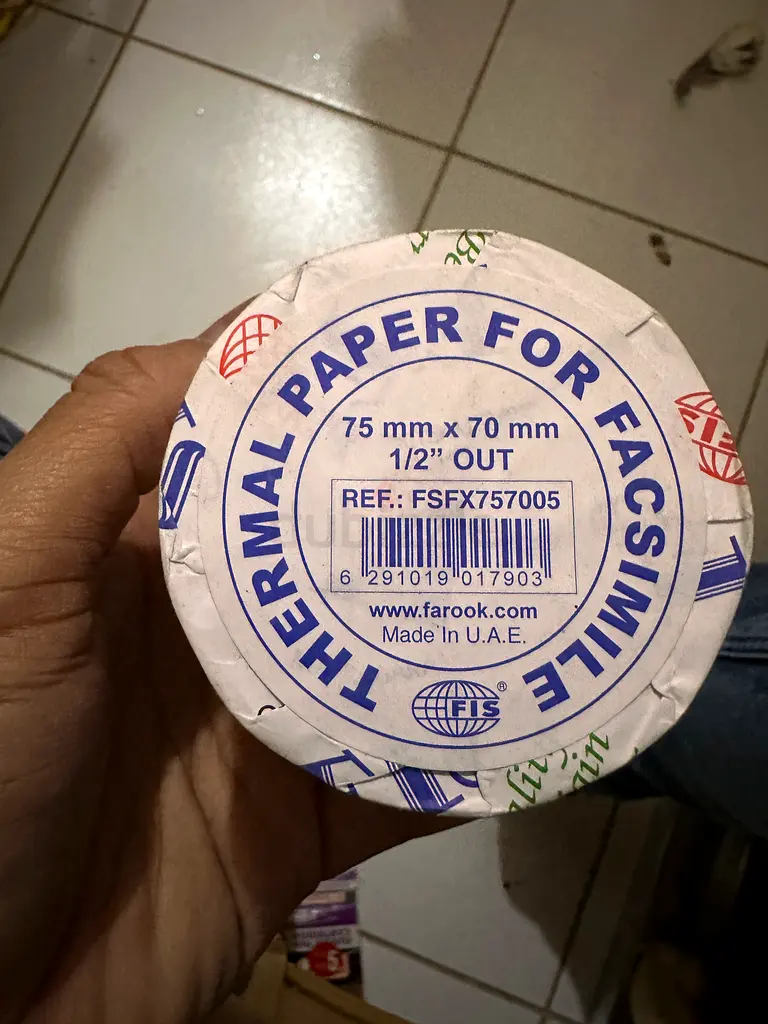 THERMAL PAPER FOR FACSIMILE
75 mm x 70 mm
1/2” OUT
REF.: FSFX757005
6 291019 017903
www.farook.com
Made In U.A.E.
FIS®